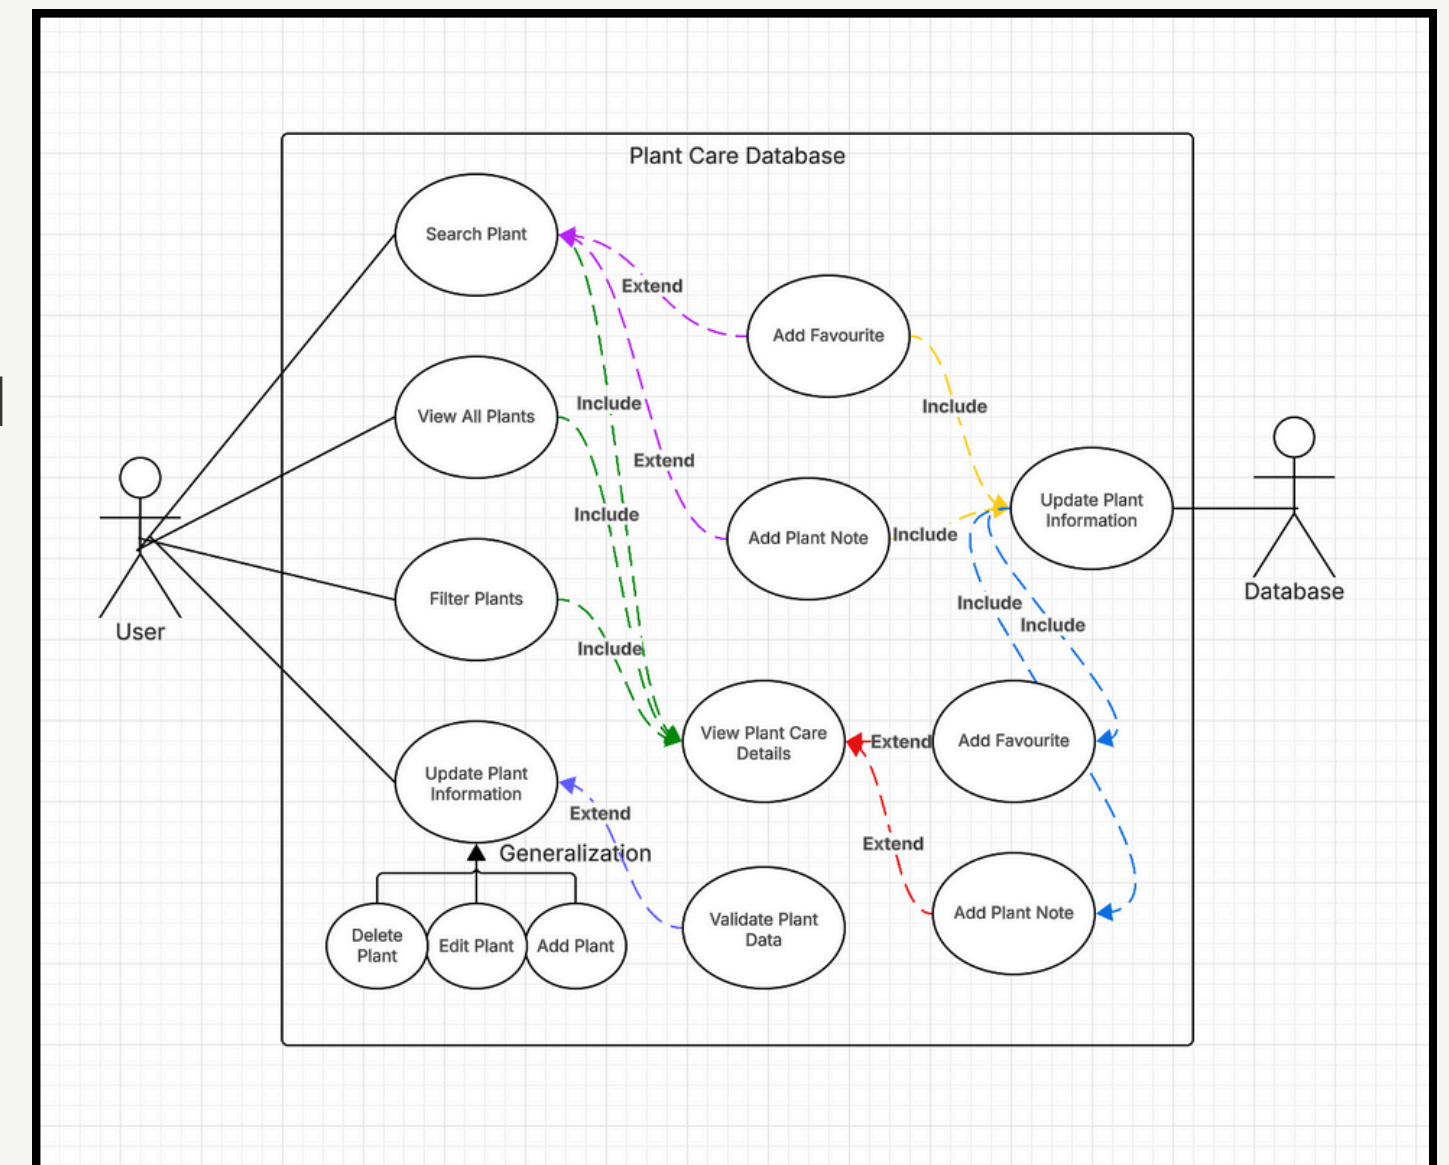 Plant Care Database
Search Plant
Extend
Add Favourite
Include
View All Plants
Include
Extend
Include
Update Plant
Information
Add Plant Note
Include
Database
Filter Plants
Include
Include
User
Include
View Plant Care
Details
Extend
Add Favourite
Update Plant
Information
Extend
Extend
Generalization
Validate Plant
Data
Add Plant Note
Delete
Plant
Edit Plant
Add Plant